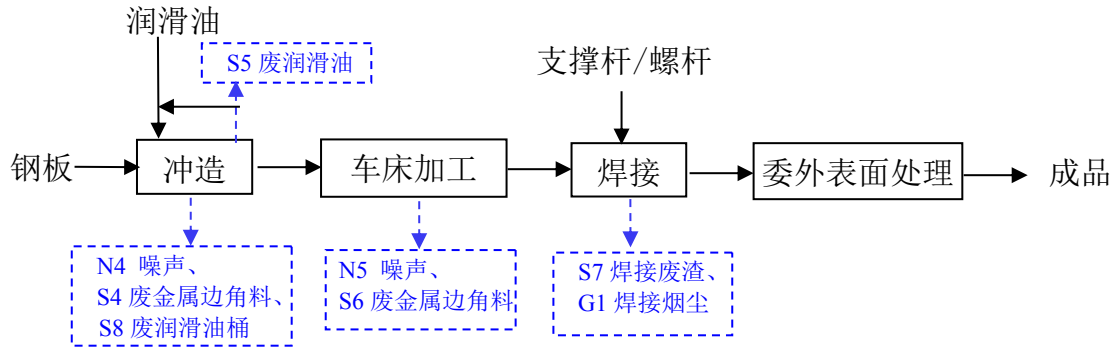 润滑油
S5 废润滑油
支撑杆/螺杆
钢板
冲造
车床加工
焊接
委外表面处理
成品
N4 噪声、
S4 废金属边角料、
S8 废润滑油桶
N5 噪声、
S6 废金属边角料
S7 焊接废渣、
G1 焊接烟尘